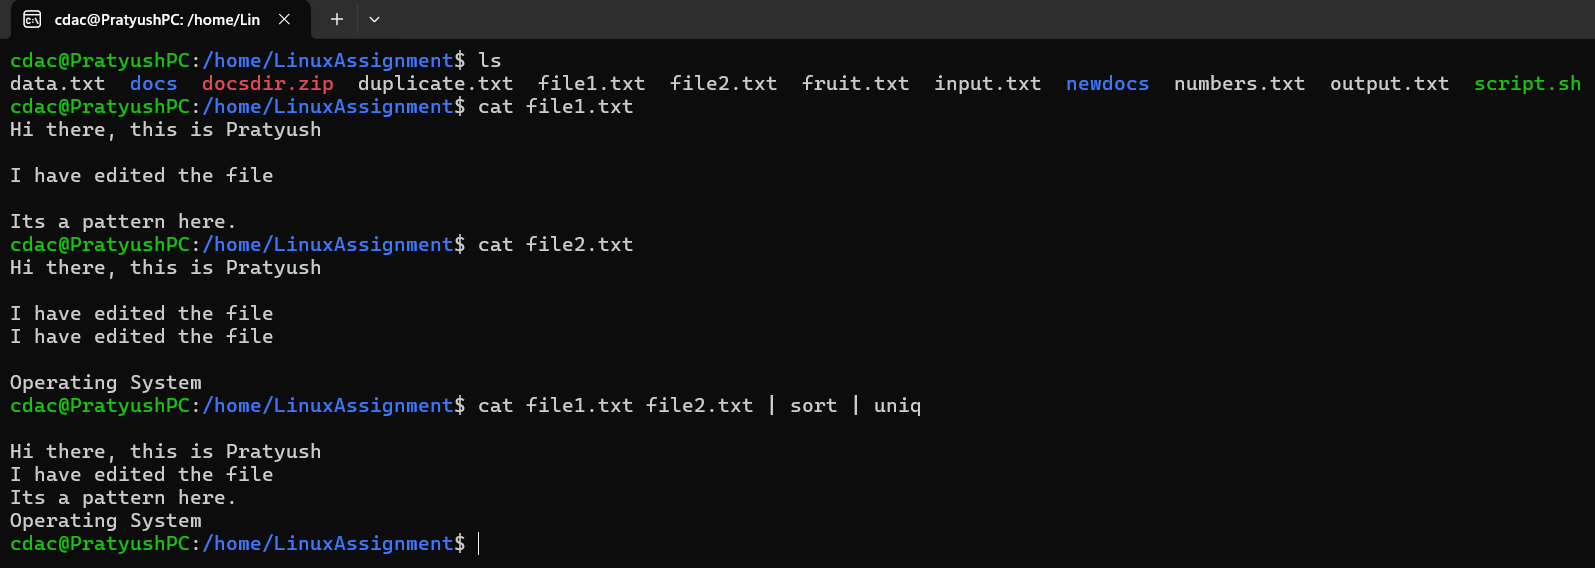 cdac@PratyushPC: /home/Lin
cdac@PratyushPC:/home/LinuxAssignment$ ls
data.txt  docs  docsdir.zip  duplicate.txt  file1.txt  file2.txt  fruit.txt  input.txt  newdocs  numbers.txt  output.txt  script.sh
cdac@PratyushPC:/home/LinuxAssignment$ cat file1.txt
Hi there, this is Pratyush

I have edited the file

Its a pattern here.
cdac@PratyushPC:/home/LinuxAssignment$ cat file2.txt
Hi there, this is Pratyush

I have edited the file
I have edited the file

Operating System
cdac@PratyushPC:/home/LinuxAssignment$ cat file1.txt file2.txt | sort | uniq

Hi there, this is Pratyush
I have edited the file
Its a pattern here.
Operating System
cdac@PratyushPC:/home/LinuxAssignment$